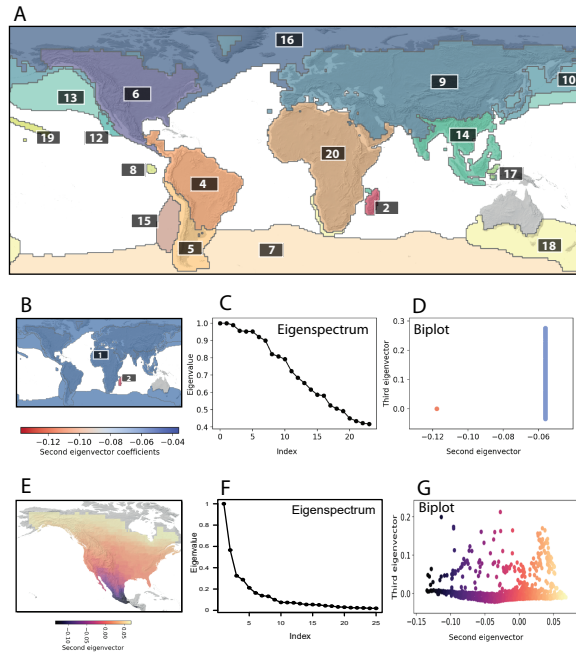 A
16
9
10
13
6
14
12
19
20
8
17
4
2
15
5
7
18
B
1
2
−0.12 −0.10 −0.08 −0.06 −0.04
Second eigenvector coefficients
C
Eigenspectrum
1.0
0.9
0.8
0.7
0.6
0.5
0.4
Eigenvalue
0 5 10 15 20
Index
D
Biplot
0.3
0.2
0.1
0.0
Third eigenvector
−0.12 −0.10 −0.08 −0.06
Second eigenvector
E
-0.10 -0.05 0.00 0.05
Second eigenvector
F
Eigenspectrum
1.0
0.8
0.6
0.4
0.2
0
Eigenvalue
0 5 10 15 20 25
Index
G
Biplot
0.2
0.1
0.0
Third eigenvector
−0.15 −0.10 −0.05 0.00 0.05
Second eigenvector